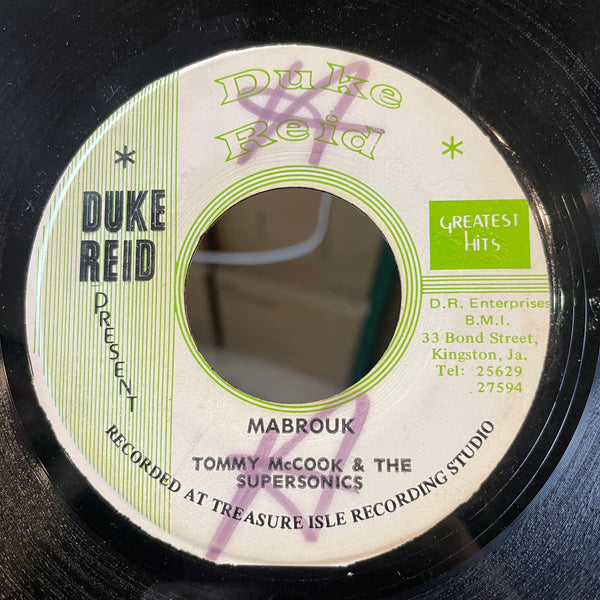 Duke
Reid
* *
DUKE
REID
PRESENT
GREATEST
HITS
D.R. Enterprises
B.M.I.
33 Bond Street,
Kingston, Ja.
Tel: 25629
27594
MABROUK
TOMMY McCOOK & THE
SUPERSONICS
RECORDED AT TREASURE ISLE RECORDING STUDIO